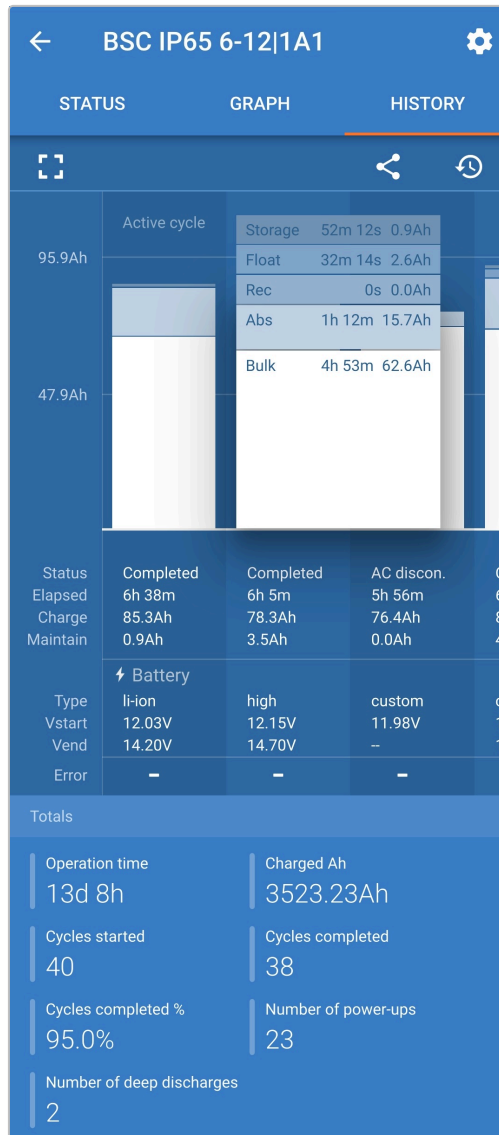 BSC IP65 6-12|1A1
STATUS GRAPH HISTORY
Active cycle
95.9Ah
47.9Ah
Storage 52m 12s 0.9Ah
Float 32m 14s 2.6Ah
Rec 0s 0.0Ah
Abs 1h 12m 15.7Ah
Bulk 4h 53m 62.6Ah
Status Completed Completed AC discon.
Elapsed 6h 38m 6h 5m 5h 56m
Charge 85.3Ah 78.3Ah 76.4Ah
Maintain 0.9Ah 3.5Ah 0.0Ah
Battery
Type li-ion high custom
Vstart 12.03V 12.15V 11.98V
Vend 14.20V 14.70V --
Error - - -
Totals
Operation time Charged Ah
13d 8h 3523.23Ah
Cycles started Cycles completed
40 38
Cycles completed % Number of power-ups
95.0% 23
Number of deep discharges
2